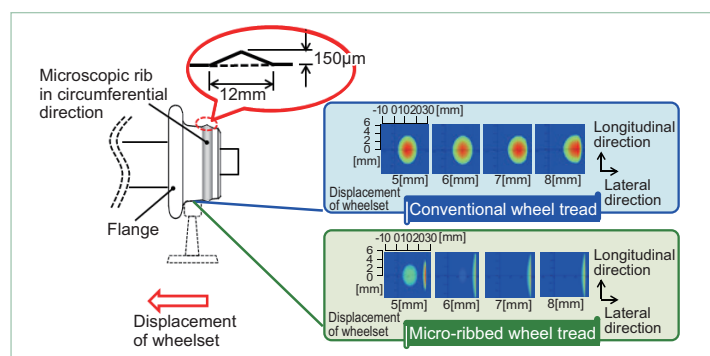 150µm
12mm
Microscopic rib
in circumferential
direction
Flange
Displacement
of wheelset
-10 0102030 [mm]
6
4
2
0
[mm]
Longitudinal
direction
Lateral
direction
Displacement
of wheelset
5[mm] 6[mm] 7[mm] 8[mm]
Conventional wheel tread
-10 0102030 [mm]
6
4
2
0
[mm]
Longitudinal
direction
Lateral
direction
Displacement
of wheelset
5[mm] 6[mm] 7[mm] 8[mm]
Micro-ribbed wheel tread